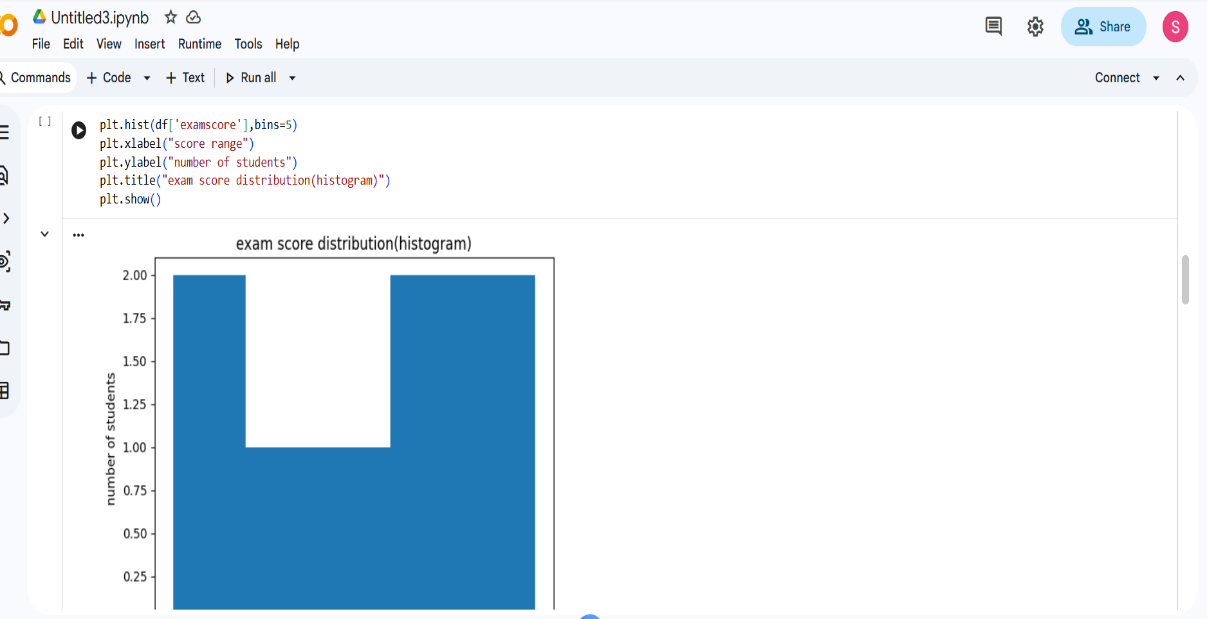 Untitled3.ipynb
File Edit View Insert Runtime Tools Help
Share
S
Commands + Code + Text Run all
Connect
[ ]
plt.hist(df['examscore'],bins=5)
plt.xlabel("score range")
plt.ylabel("number of students")
plt.title("exam score distribution(histogram)")
plt.show()
exam score distribution(histogram)
2.00
1.75
1.50
1.25
1.00
0.75
0.50
0.25
number of students